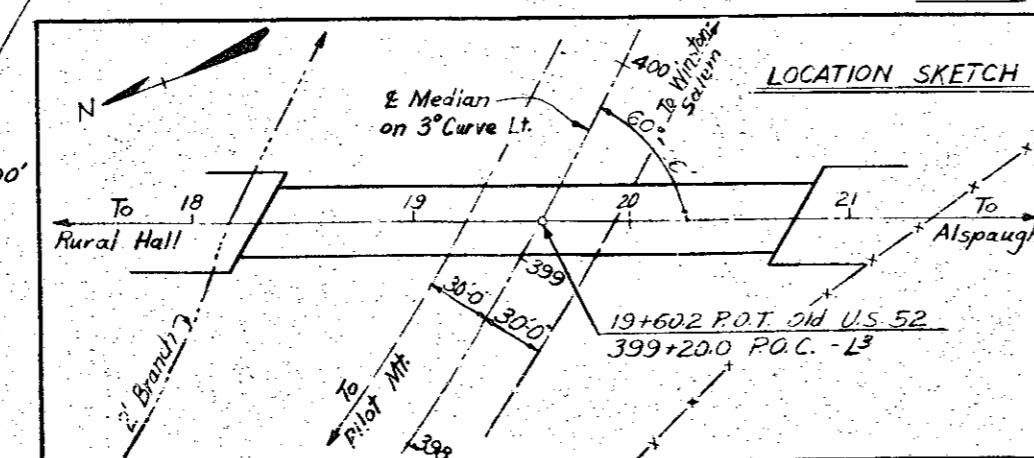 LOCATION SKETCH
N
℄ Median
on 3° Curve Lt.
400
To Winston-
Salem
60°
00'
To
Rural Hall
18
19
20
21
To
Alspaugh
399
30'-0"
30'-0"
19+60.2 P.O.T. Old U.S. 52
399+20.0 P.O.C. - L3
2' Branch
To
Pilot Mt.
398